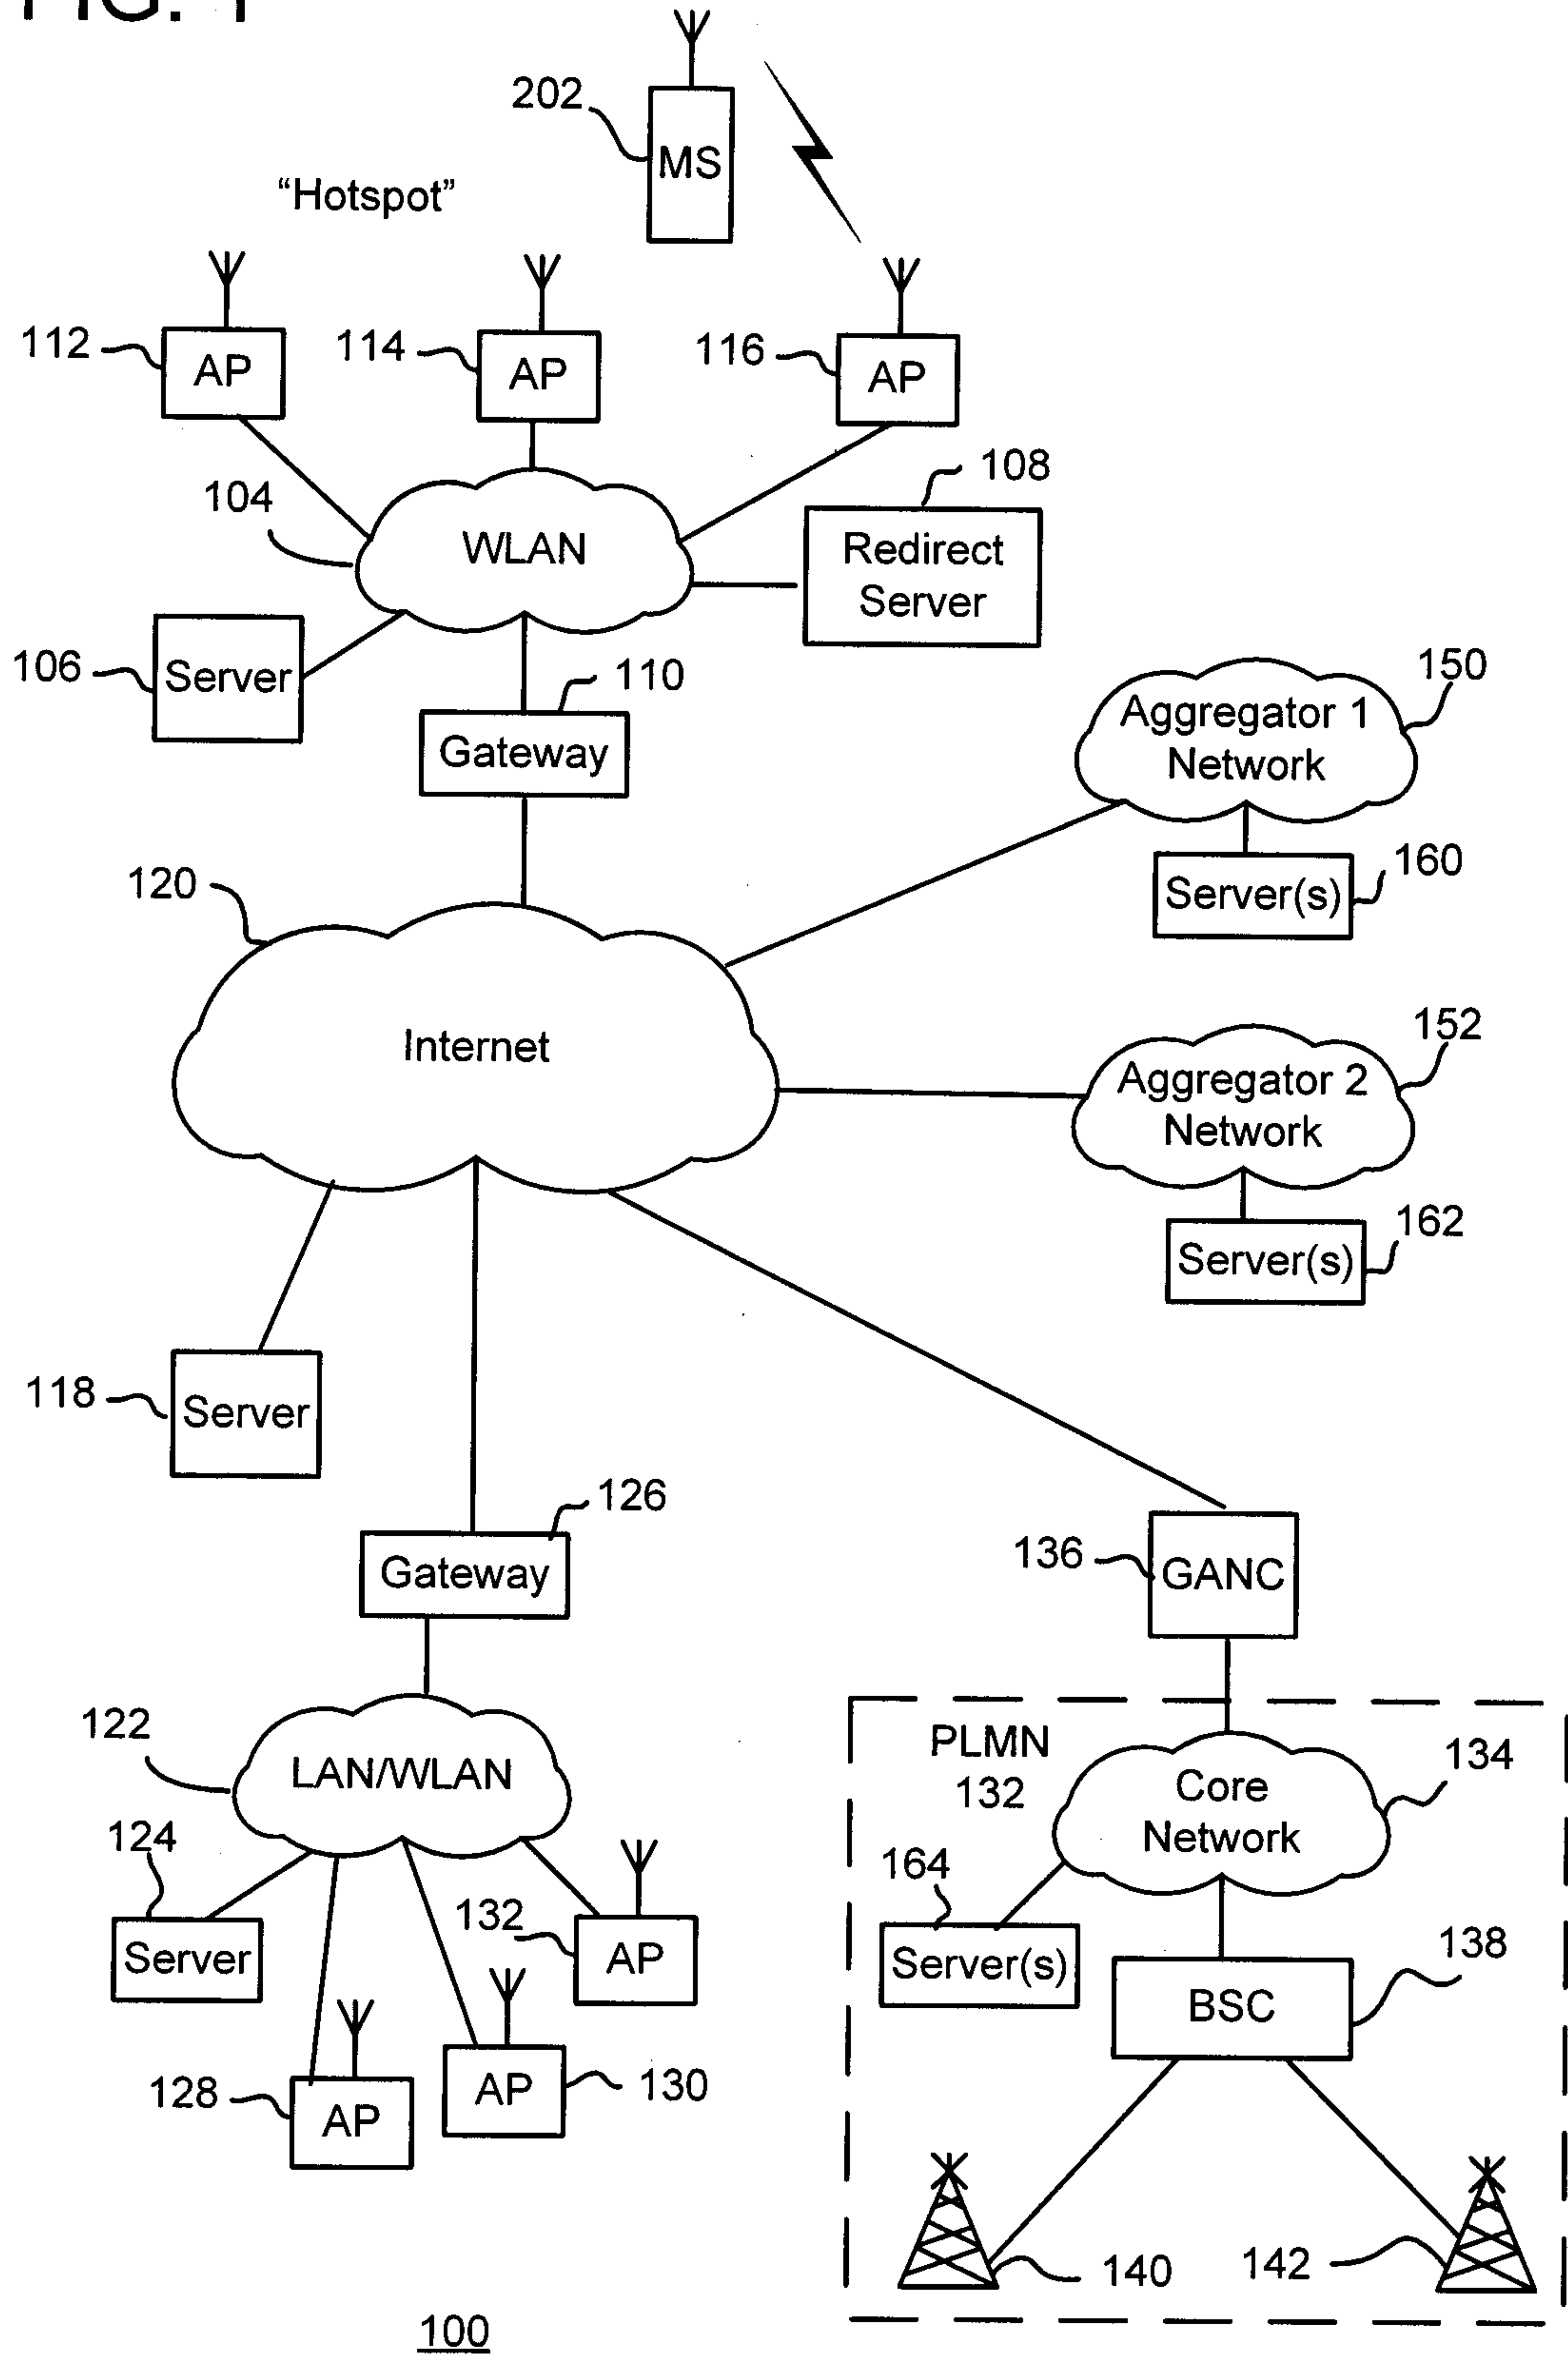 FIG. 1
202
MS
“Hotspot”
112
AP
114
AP
116
AP
104
WLAN
108
Redirect
Server
106
Server
110
Gateway
150
Aggregator 1
Network
160
Server(s)
120
Internet
152
Aggregator 2
Network
162
Server(s)
118
Server
126
Gateway
136
GANC
122
LAN/WLAN
PLMN
132
134
Core
Network
124
Server
132
AP
164
Server(s)
138
BSC
128
AP
130
AP
140
142
100